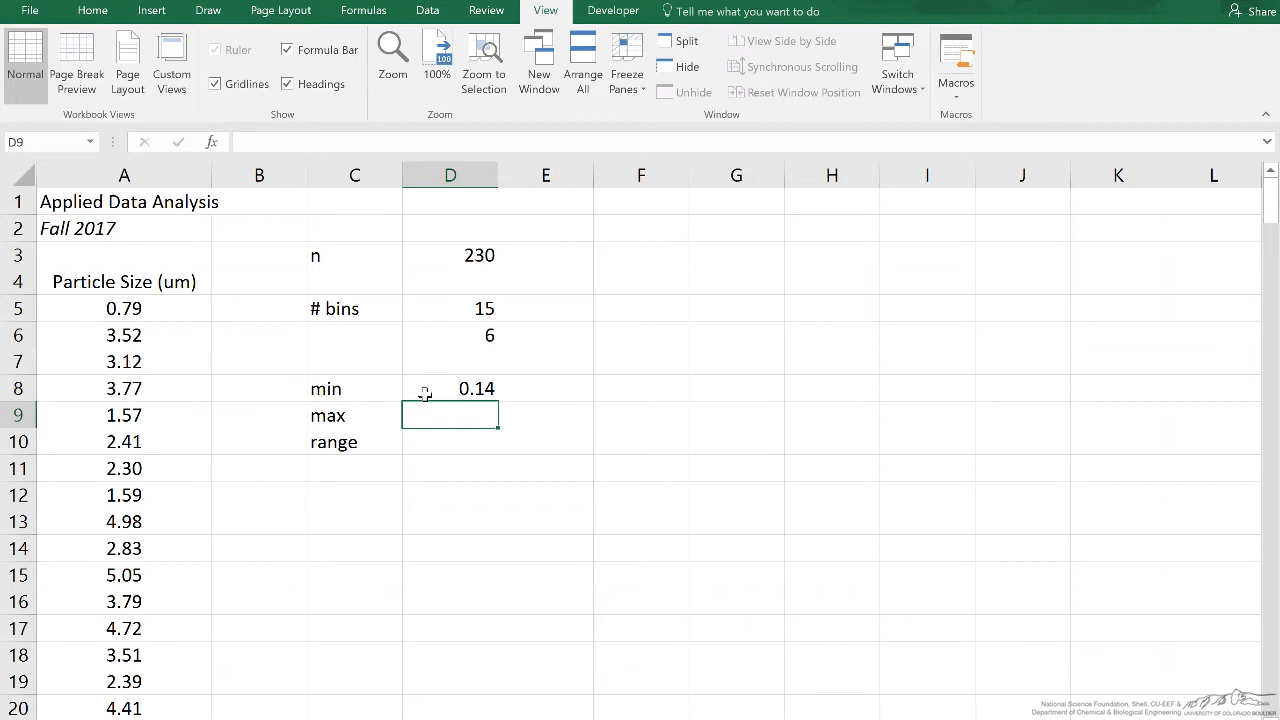 File Home Insert Draw Page Layout Formulas Data Review View Developer Tell me what you want to do Share
Normal Page Break Preview Page Layout Custom Views
Ruler Formula Bar
Gridlines Headings
Zoom 100% Zoom to Selection
New Window Arrange All Freeze Panes
Split View Side by Side
Hide Synchronous Scrolling
Unhide Reset Window Position
Switch Windows Macros
Workbook Views Show Zoom Window Macros
D9 fx
A B C D E F G H I J K L
1 Applied Data Analysis
2 Fall 2017
3 n 230
4 Particle Size (um)
5 0.79 # bins 15
6 3.52 6
7 3.12
8 3.77 min 0.14
9 1.57 max
10 2.41 range
11 2.30
12 1.59
13 4.98
14 2.83
15 5.05
16 3.79
17 4.72
18 3.51
19 2.39
20 4.41
National Science Foundation, Shell, CU-EEF &
Department of Chemical & Biological Engineering
UNIVERSITY OF COLORADO BOULDER